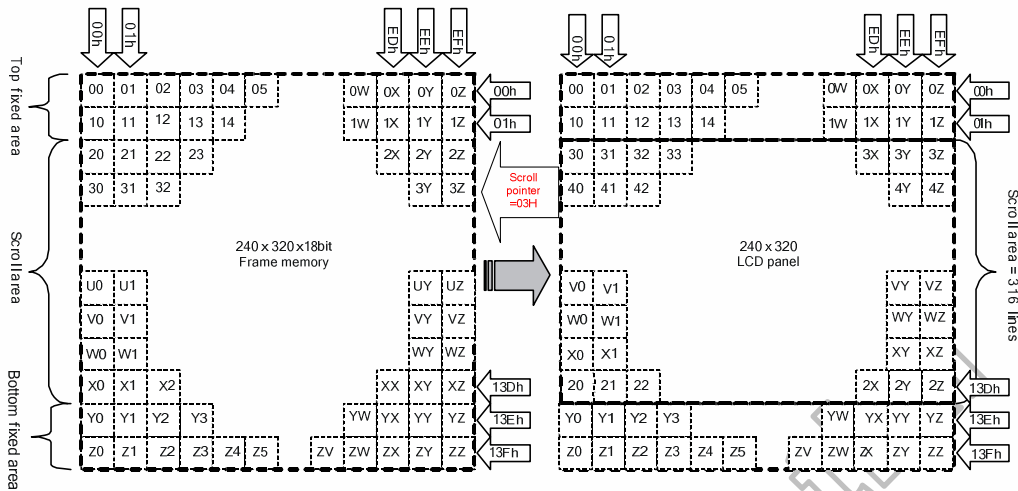 00h 01h EDh EEh EFh 00h 01h EDh EEh EFh
Top fixed area
00 01 02 03 04 05 0W 0X 0Y 0Z 00h 00 01 02 03 04 05 0W 0X 0Y 0Z 00h
10 11 12 13 14 1W 1X 1Y 1Z 01h 10 11 12 13 14 1W 1X 1Y 1Z 01h
20 21 22 23 2X 2Y 2Z 30 31 32 33 3X 3Y 3Z
30 31 32 3Y 3Z 40 41 42 4Y 4Z
Scroll
pointer
=03H
Scroll area
240 x 320 x18bit
Frame memory
240 x 320
LCD panel
Scroll area = 316 lines
U0 U1 UY UZ V0 V1 VY VZ
V0 V1 VY VZ W0 W1 WY WZ
W0 W1 WY WZ X0 X1 XY XZ
X0 X1 X2 XX XY XZ 13Dh 20 21 22 2X 2Y 2Z 13Dh
Bottom fixed area
Y0 Y1 Y2 Y3 YW YX YY YZ 13Eh Y0 Y1 Y2 Y3 YW YX YY YZ 13Eh
Z0 Z1 Z2 Z3 Z4 Z5 ZV ZW ZX ZY ZZ 13Fh Z0 Z1 Z2 Z3 Z4 Z5 ZV ZW ZX ZY ZZ 13Fh